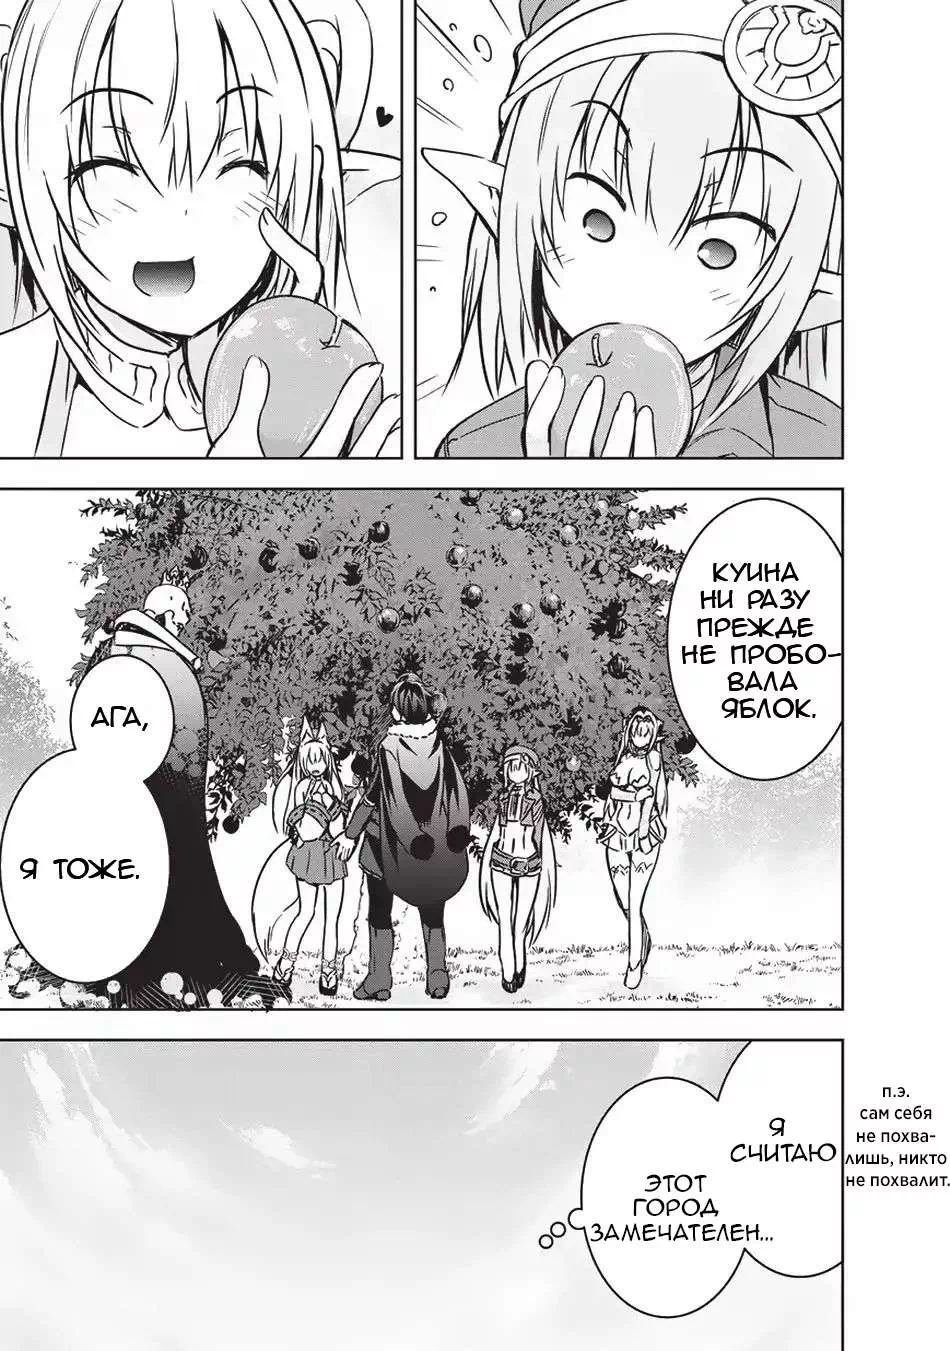 КУИНА
НИ РАЗУ
ПРЕЖДЕ
НЕ ПРОБО-
ВАЛА
ЯБЛОК.
АГА,
Я ТОЖЕ.
Я
СЧИТАЮ
ЭТОТ
ГОРОД
ЗАМЕЧАТЕЛЕН...
п.э.
сам себя
не похва-
лишь, никто
не похвалит.